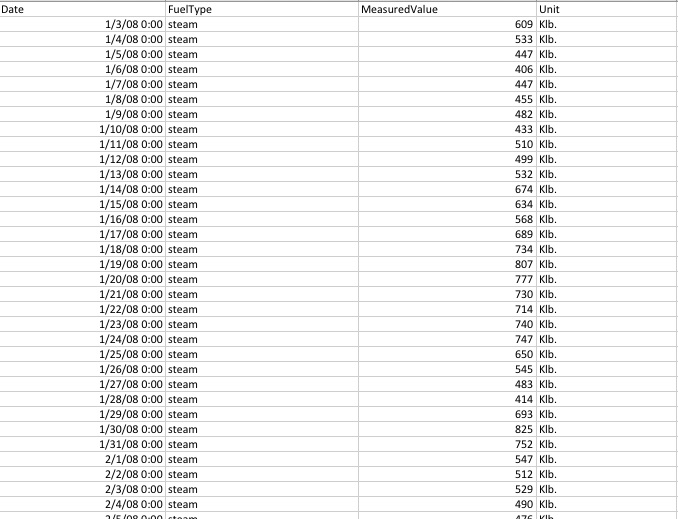 Date FuelType MeasuredValue Unit
1/3/08 0:00 steam 609 Klb.
1/4/08 0:00 steam 533 Klb.
1/5/08 0:00 steam 447 Klb.
1/6/08 0:00 steam 406 Klb.
1/7/08 0:00 steam 447 Klb.
1/8/08 0:00 steam 455 Klb.
1/9/08 0:00 steam 482 Klb.
1/10/08 0:00 steam 433 Klb.
1/11/08 0:00 steam 510 Klb.
1/12/08 0:00 steam 499 Klb.
1/13/08 0:00 steam 532 Klb.
1/14/08 0:00 steam 674 Klb.
1/15/08 0:00 steam 634 Klb.
1/16/08 0:00 steam 568 Klb.
1/17/08 0:00 steam 689 Klb.
1/18/08 0:00 steam 734 Klb.
1/19/08 0:00 steam 807 Klb.
1/20/08 0:00 steam 777 Klb.
1/21/08 0:00 steam 730 Klb.
1/22/08 0:00 steam 714 Klb.
1/23/08 0:00 steam 740 Klb.
1/24/08 0:00 steam 747 Klb.
1/25/08 0:00 steam 650 Klb.
1/26/08 0:00 steam 545 Klb.
1/27/08 0:00 steam 483 Klb.
1/28/08 0:00 steam 414 Klb.
1/29/08 0:00 steam 693 Klb.
1/30/08 0:00 steam 825 Klb.
1/31/08 0:00 steam 752 Klb.
2/1/08 0:00 steam 547 Klb.
2/2/08 0:00 steam 512 Klb.
2/3/08 0:00 steam 529 Klb.
2/4/08 0:00 steam 490 Klb.
2/5/08 0:00 steam 476 Klb.